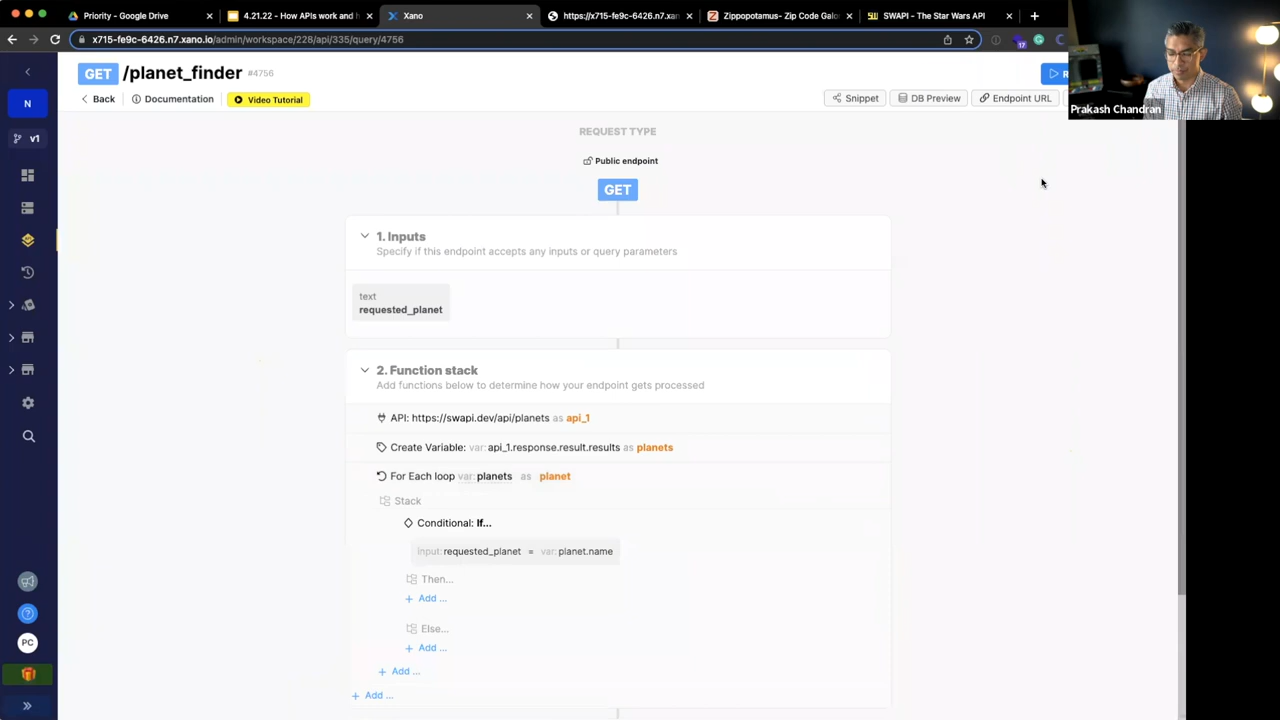 Priority - Google Drive
4.21.22 - How APIs work and h
Xano
https://x715-fe9c-6426.n7.xan
Zippopotamus- Zip Code Galo
SWAPI - The Star Wars API
x715-fe9c-6426.n7.xano.io/admin/workspace/228/api/335/query/4756
17
GET /planet_finder #4756
R
Back
Documentation
Video Tutorial
Snippet
DB Preview
Endpoint URL
Prakash Chandran
N
v1
PC
REQUEST TYPE
Public endpoint
GET
1. Inputs
Specify if this endpoint accepts any inputs or query parameters
text
requested_planet
2. Function stack
Add functions below to determine how your endpoint gets processed
API: https://swapi.dev/api/planets as api_1
Create Variable: var: api_1.response.result.results as planets
For Each loop var: planets as planet
Stack
Conditional: If...
input: requested_planet = var: planet.name
Then...
+ Add ...
Else...
+ Add ...
+ Add ...
+ Add ...